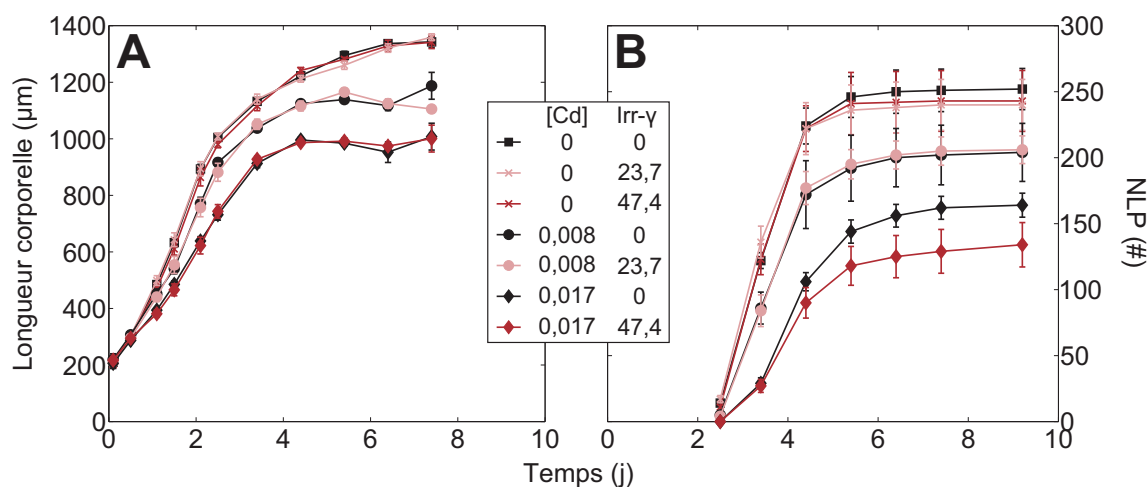 A
B
Longueur corporelle (µm)
1400
1200
1000
800
600
400
200
0
0 2 4 6 8 10
[Cd] Irr-γ
0 0
0 23,7
0 47,4
0,008 0
0,008 23,7
0,017 0
0,017 47,4
300
250
200
150
100
50
0
NLP (#)
0 2 4 6 8 10
Temps (j)